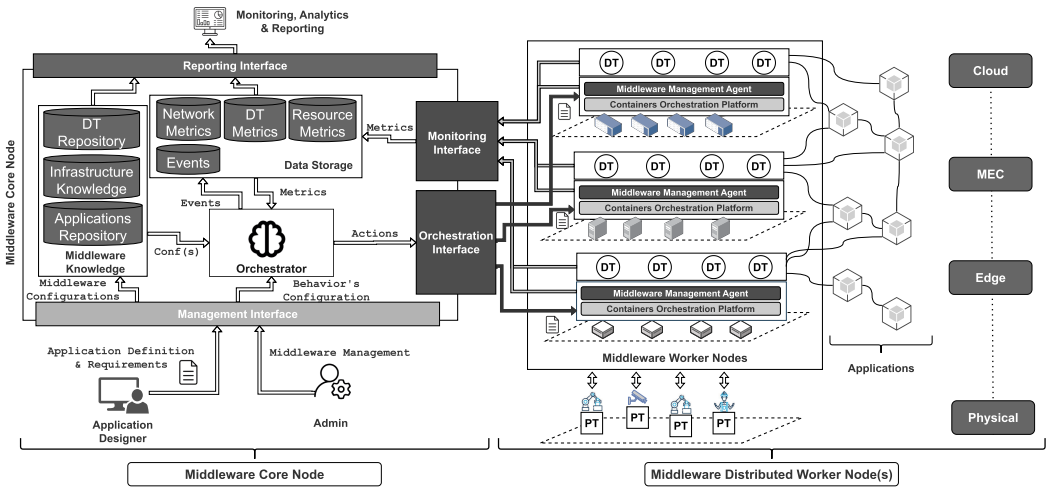 Monitoring, Analytics
& Reporting
Reporting Interface
Middleware Core Node
DT
Repository
Infrastructure
Knowledge
Applications
Repository
Middleware
Knowledge
Network
Metrics
DT
Metrics
Resource
Metrics
Events
Data Storage
Metrics
Events
Metrics
Conf(s)
Orchestrator
Actions
Monitoring
Interface
Orchestration
Interface
Middleware
Configurations
Behavior's
Configuration
Management Interface
Application Definition
& Requirements
Middleware Management
Application
Designer
Admin
Middleware Core Node
DT DT DT DT
Middleware Management Agent
Containers Orchestration Platform
DT DT DT DT
Middleware Management Agent
Containers Orchestration Platform
DT DT DT DT
Middleware Management Agent
Containers Orchestration Platform
Middleware Worker Nodes
PT PT PT PT
Applications
Cloud
MEC
Edge
Physical
Middleware Distributed Worker Node(s)